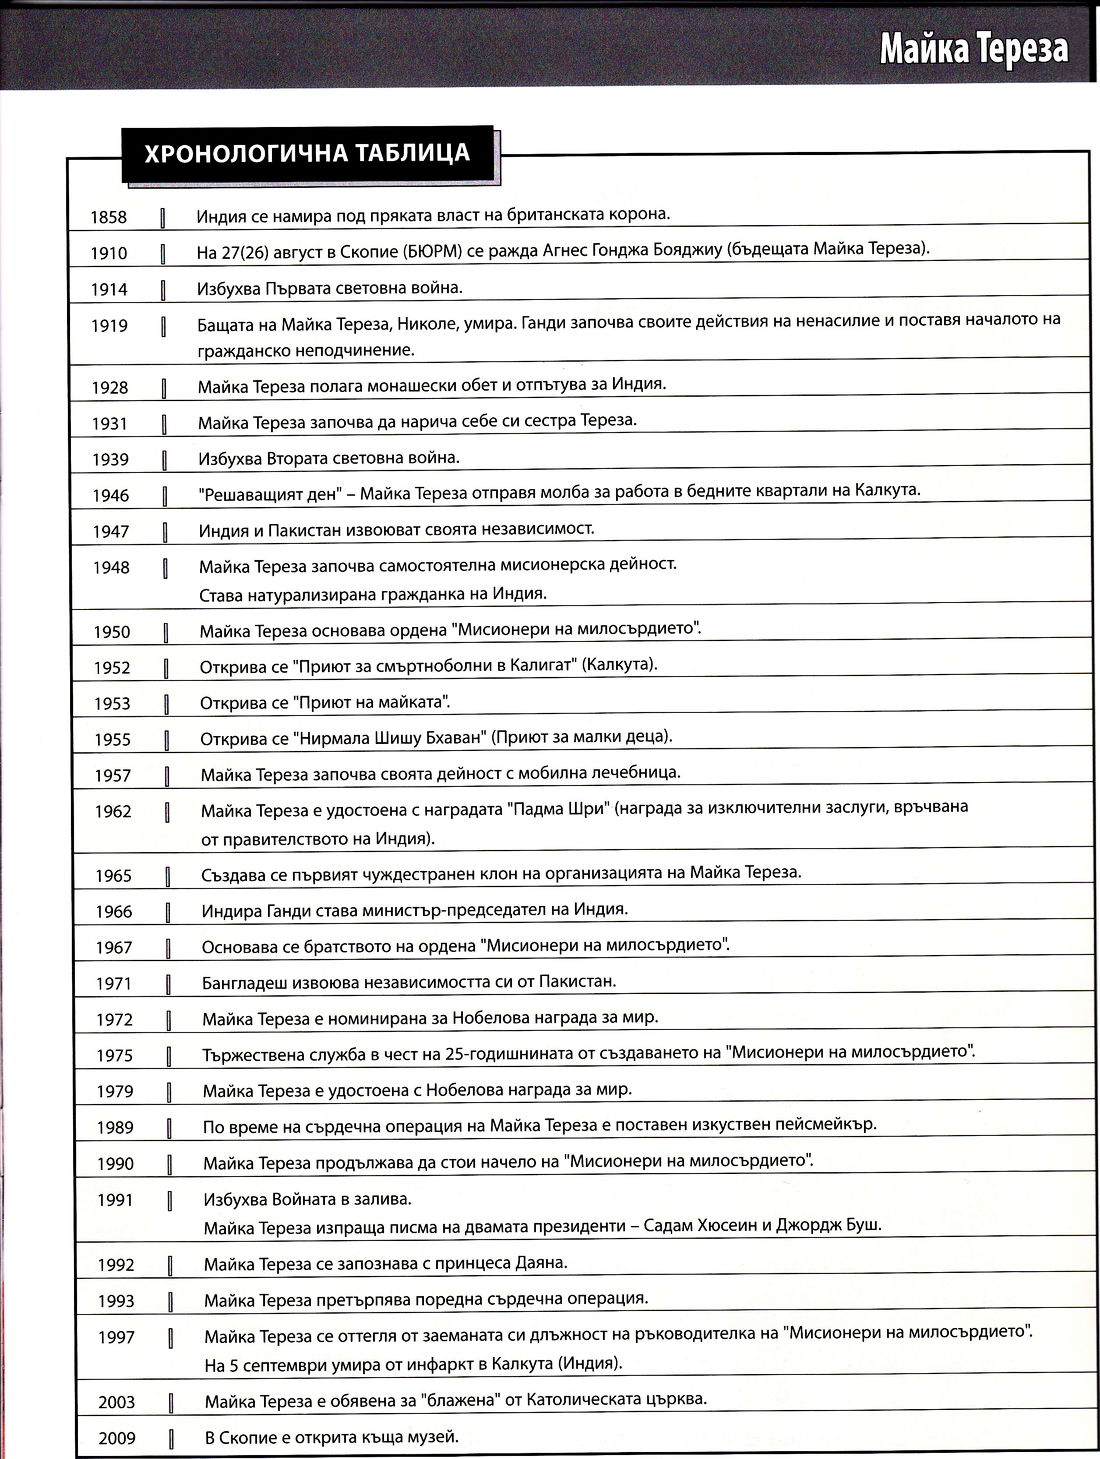 Майка Тереза
ХРОНОЛОГИЧНА ТАБЛИЦА
1858 Индия се намира под пряката власт на британската корона.
1910 На 27(26) август в Скопие (БЮРМ) се ражда Агнес Гонджа Бояджиу (бъдещата Майка Тереза).
1914 Избухва Първата световна война.
1919 Бащата на Майка Тереза, Николе, умира. Ганди започва своите действия на ненасилие и поставя началото на
гражданско неподчинение.
1928 Майка Тереза полага монашески обет и отпътува за Индия.
1931 Майка Тереза започва да нарича себе си сестра Тереза.
1939 Избухва Втората световна война.
1946 "Решаващият ден" – Майка Тереза отправя молба за работа в бедните квартали на Калкута.
1947 Индия и Пакистан извоюват своята независимост.
1948 Майка Тереза започва самостоятелна мисионерска дейност.
Става натурализирана гражданка на Индия.
1950 Майка Тереза основава ордена "Мисионери на милосърдието".
1952 Открива се "Приют за смъртноболни в Калигат" (Калкута).
1953 Открива се "Приют на майката".
1955 Открива се "Нирмала Шишу Бхаван" (Приют за малки деца).
1957 Майка Тереза започва своята дейност с мобилна лечебница.
1962 Майка Тереза е удостоена с наградата "Падма Шри" (награда за изключителни заслуги, връчвана
от правителството на Индия).
1965 Създава се първият чуждестранен клон на организацията на Майка Тереза.
1966 Индира Ганди става министър-председател на Индия.
1967 Основава се братството на ордена "Мисионери на милосърдието".
1971 Бангладеш извоюва независимостта си от Пакистан.
1972 Майка Тереза е номинирана за Нобелова награда за мир.
1975 Тържествена служба в чест на 25-годишнината от създаването на "Мисионери на милосърдието".
1979 Майка Тереза е удостоена с Нобелова награда за мир.
1989 По време на сърдечна операция на Майка Тереза е поставен изкуствен пейсмейкър.
1990 Майка Тереза продължава да стои начело на "Мисионери на милосърдието".
1991 Избухва Войната в залива.
Майка Тереза изпраща писма на двамата президенти – Садам Хюсеин и Джордж Буш.
1992 Майка Тереза се запознава с принцеса Даяна.
1993 Майка Тереза претърпява поредна сърдечна операция.
1997 Майка Тереза се оттегля от заеманата си длъжност на ръководителка на "Мисионери на милосърдието".
На 5 септември умира от инфаркт в Калкута (Индия).
2003 Майка Тереза е обявена за "блажена" от Католическата църква.
2009 В Скопие е открита къща музей.